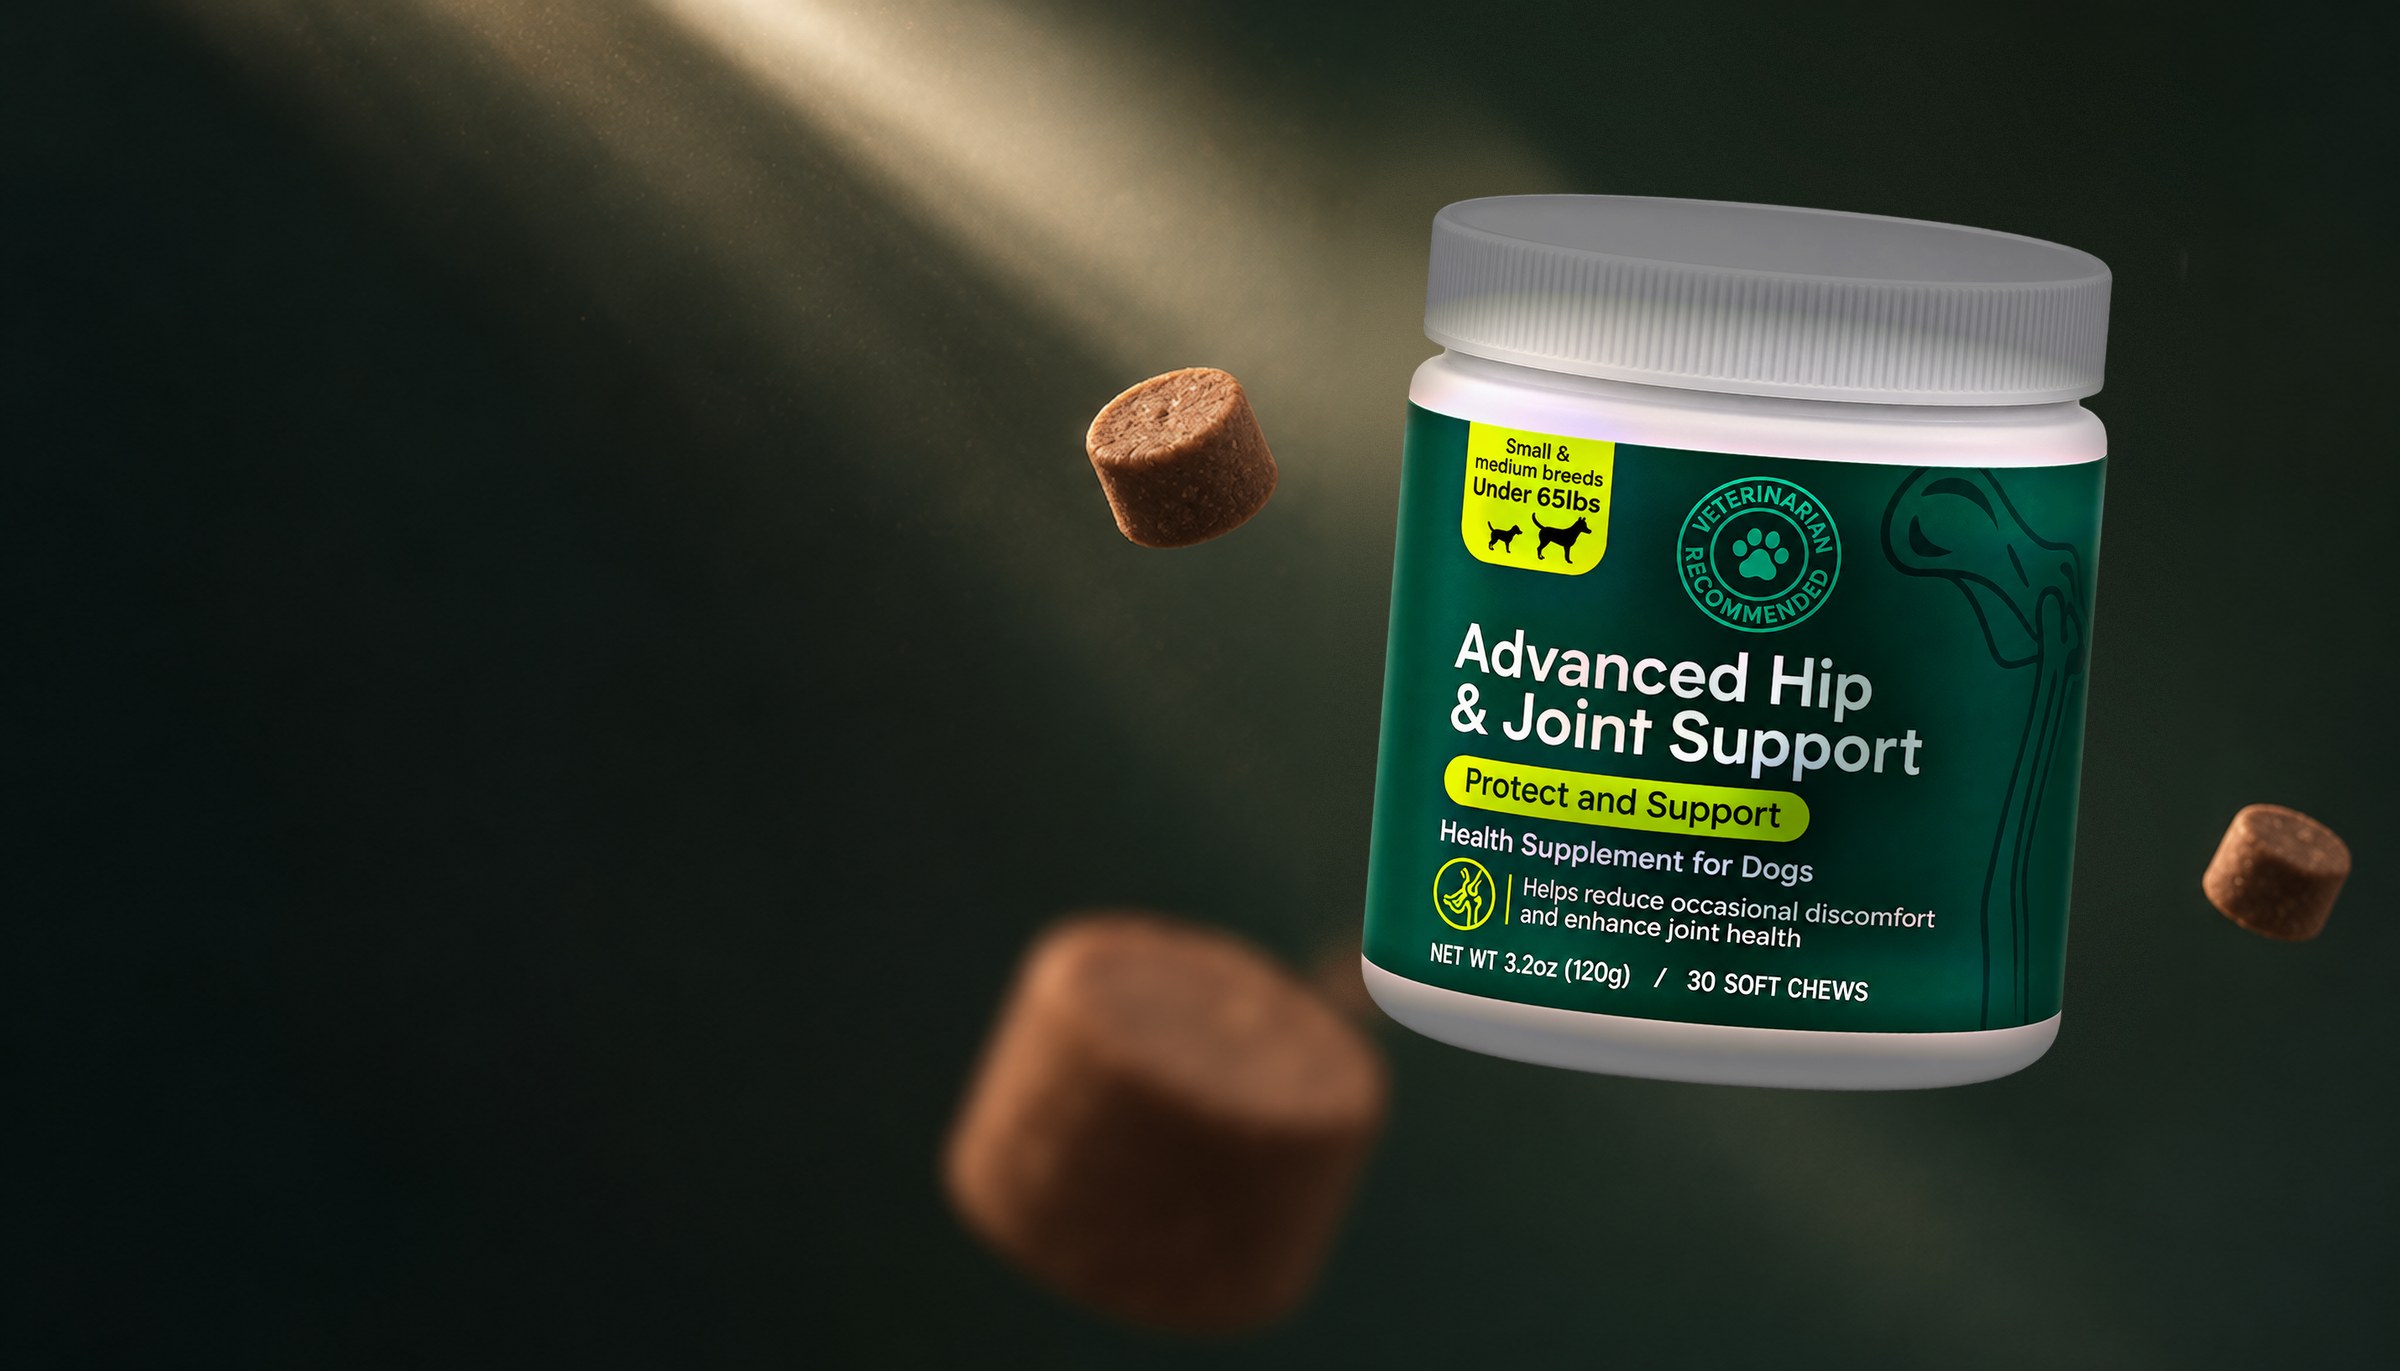 Small &
medium breeds
Under 65lbs
VETERINARIAN
RECOMMENDED
Advanced Hip
& Joint Support
Protect and Support
Health Supplement for Dogs
Helps reduce occasional discomfort
and enhance joint health
NET WT 3.2oz (120g) / 30 SOFT CHEWS